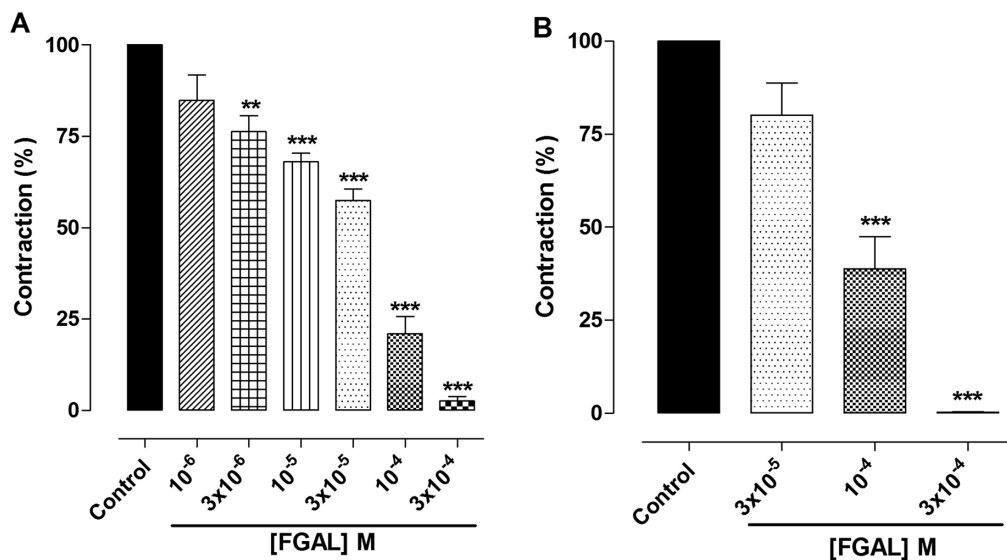 A
Contraction (%)
100
75
50
25
0
**
***
***
***
***
Control
10⁻⁶
3x10⁻⁶
10⁻⁵
3x10⁻⁵
10⁻⁴
3x10⁻⁴
[FGAL] M
B
Contraction (%)
100
75
50
25
0
***
***
Control
3x10⁻⁵
10⁻⁴
3x10⁻⁴
[FGAL] M